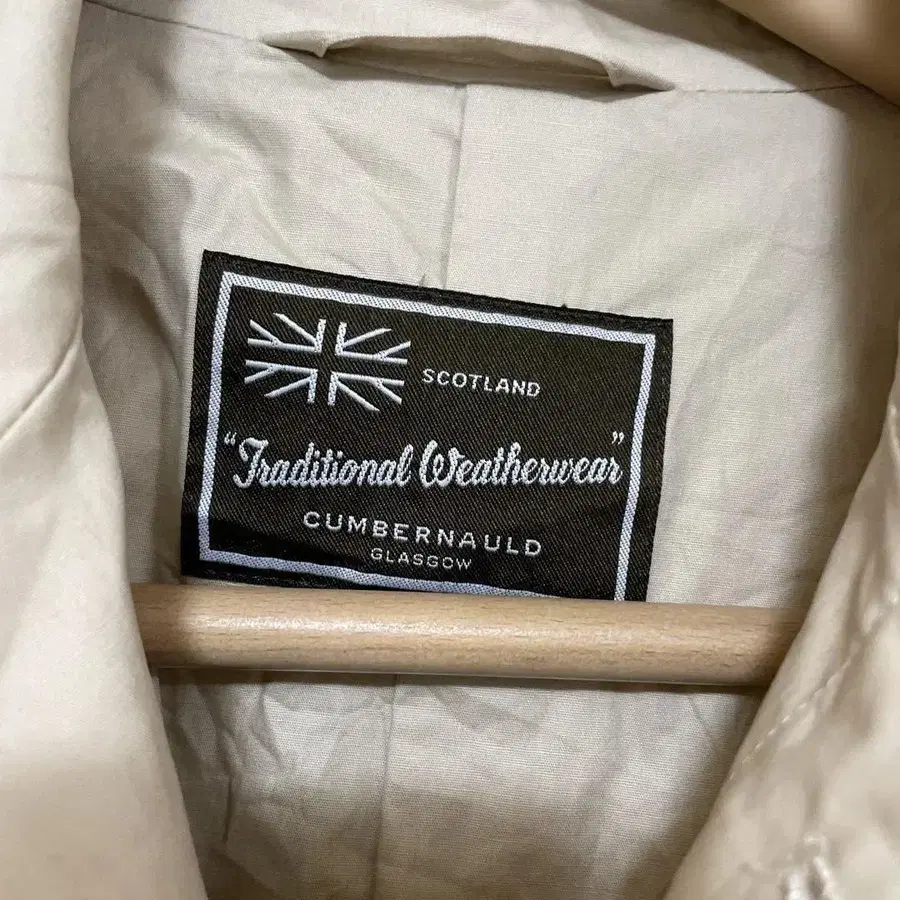 SCOTLAND
"Traditional Weatherwear"
CUMBERNAULD
GLASGOW